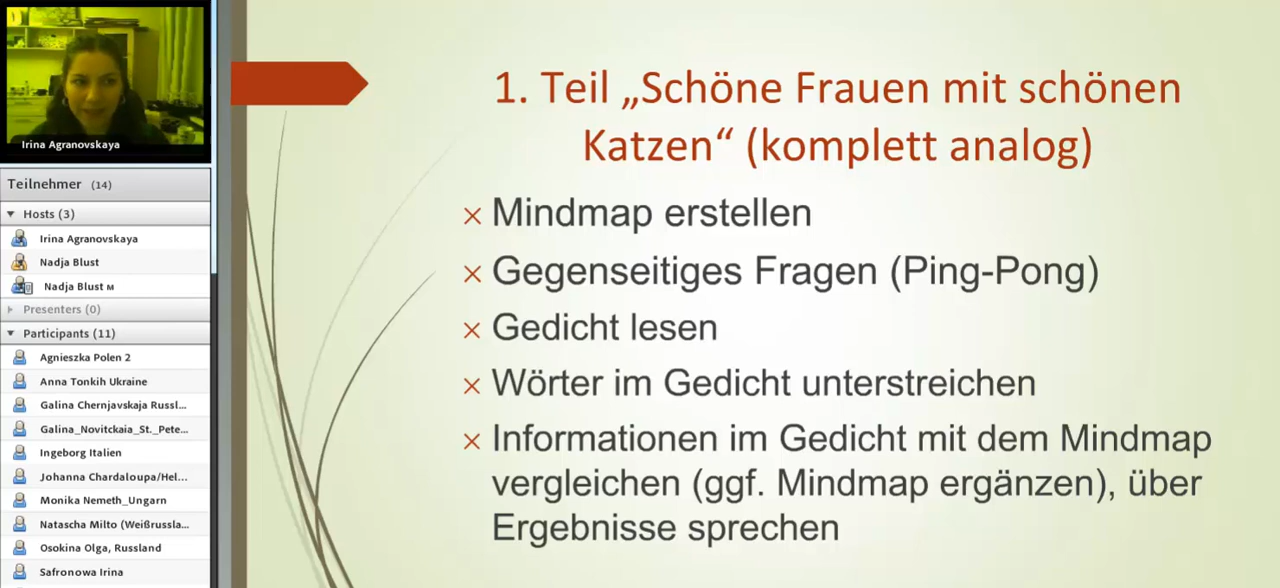 Irina Agranovskaya
Teilnehmer (14)
Hosts (3)
Irina Agranovskaya
Nadja Blust
Nadja Blust м
Presenters (0)
Participants (11)
Agnieszka Polen 2
Anna Tonkih Ukraine
Galina Chernjavskaja Russl...
Galina_Novitckaia_St._Pete...
Ingeborg Italien
Johanna Chardaloupa/Hel...
Monika Nemeth_Ungarn
Natascha Milto (Weißrussla...
Osokina Olga, Russland
Safronowa Irina
1. Teil „Schöne Frauen mit schönen
Katzen“ (komplett analog)
Mindmap erstellen
Gegenseitiges Fragen (Ping-Pong)
Gedicht lesen
Wörter im Gedicht unterstreichen
Informationen im Gedicht mit dem Mindmap
vergleichen (ggf. Mindmap ergänzen), über
Ergebnisse sprechen